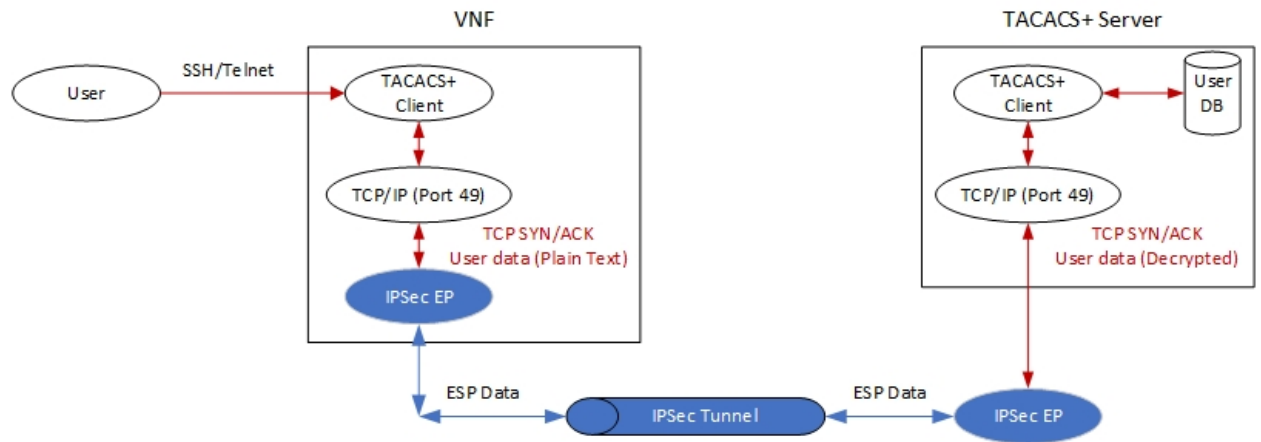 VNF
TACACS+ Server
User
SSH/Telnet
TACACS+
Client
TCP/IP (Port 49)
TCP SYN/ACK
User data (Plain Text)
IPSec EP
TACACS+
Client
User
DB
TCP/IP (Port 49)
TCP SYN/ACK
User data (Decrypted)
ESP Data
IPSec Tunnel
ESP Data
IPSec EP